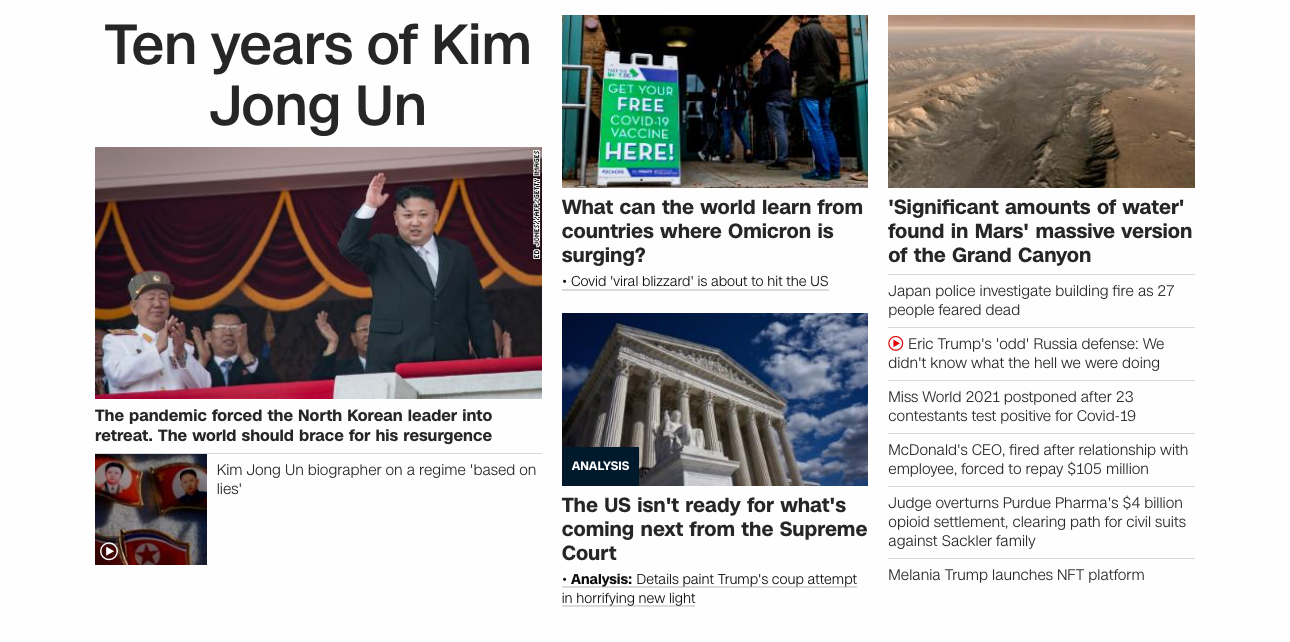 Ten years of Kim
Jong Un
ED JONES/AFP/GETTY IMAGES
The pandemic forced the North Korean leader into
retreat. The world should brace for his resurgence
Kim Jong Un biographer on a regime 'based on
lies'
GET YOUR
FREE
COVID-19
VACCINE
HERE!
What can the world learn from
countries where Omicron is
surging?
• Covid 'viral blizzard' is about to hit the US
ANALYSIS
The US isn't ready for what's
coming next from the Supreme
Court
• Analysis: Details paint Trump's coup attempt
in horrifying new light
'Significant amounts of water'
found in Mars' massive version
of the Grand Canyon
Japan police investigate building fire as 27
people feared dead
Eric Trump's 'odd' Russia defense: We
didn't know what the hell we were doing
Miss World 2021 postponed after 23
contestants test positive for Covid-19
McDonald's CEO, fired after relationship with
employee, forced to repay $105 million
Judge overturns Purdue Pharma's $4 billion
opioid settlement, clearing path for civil suits
against Sackler family
Melania Trump launches NFT platform